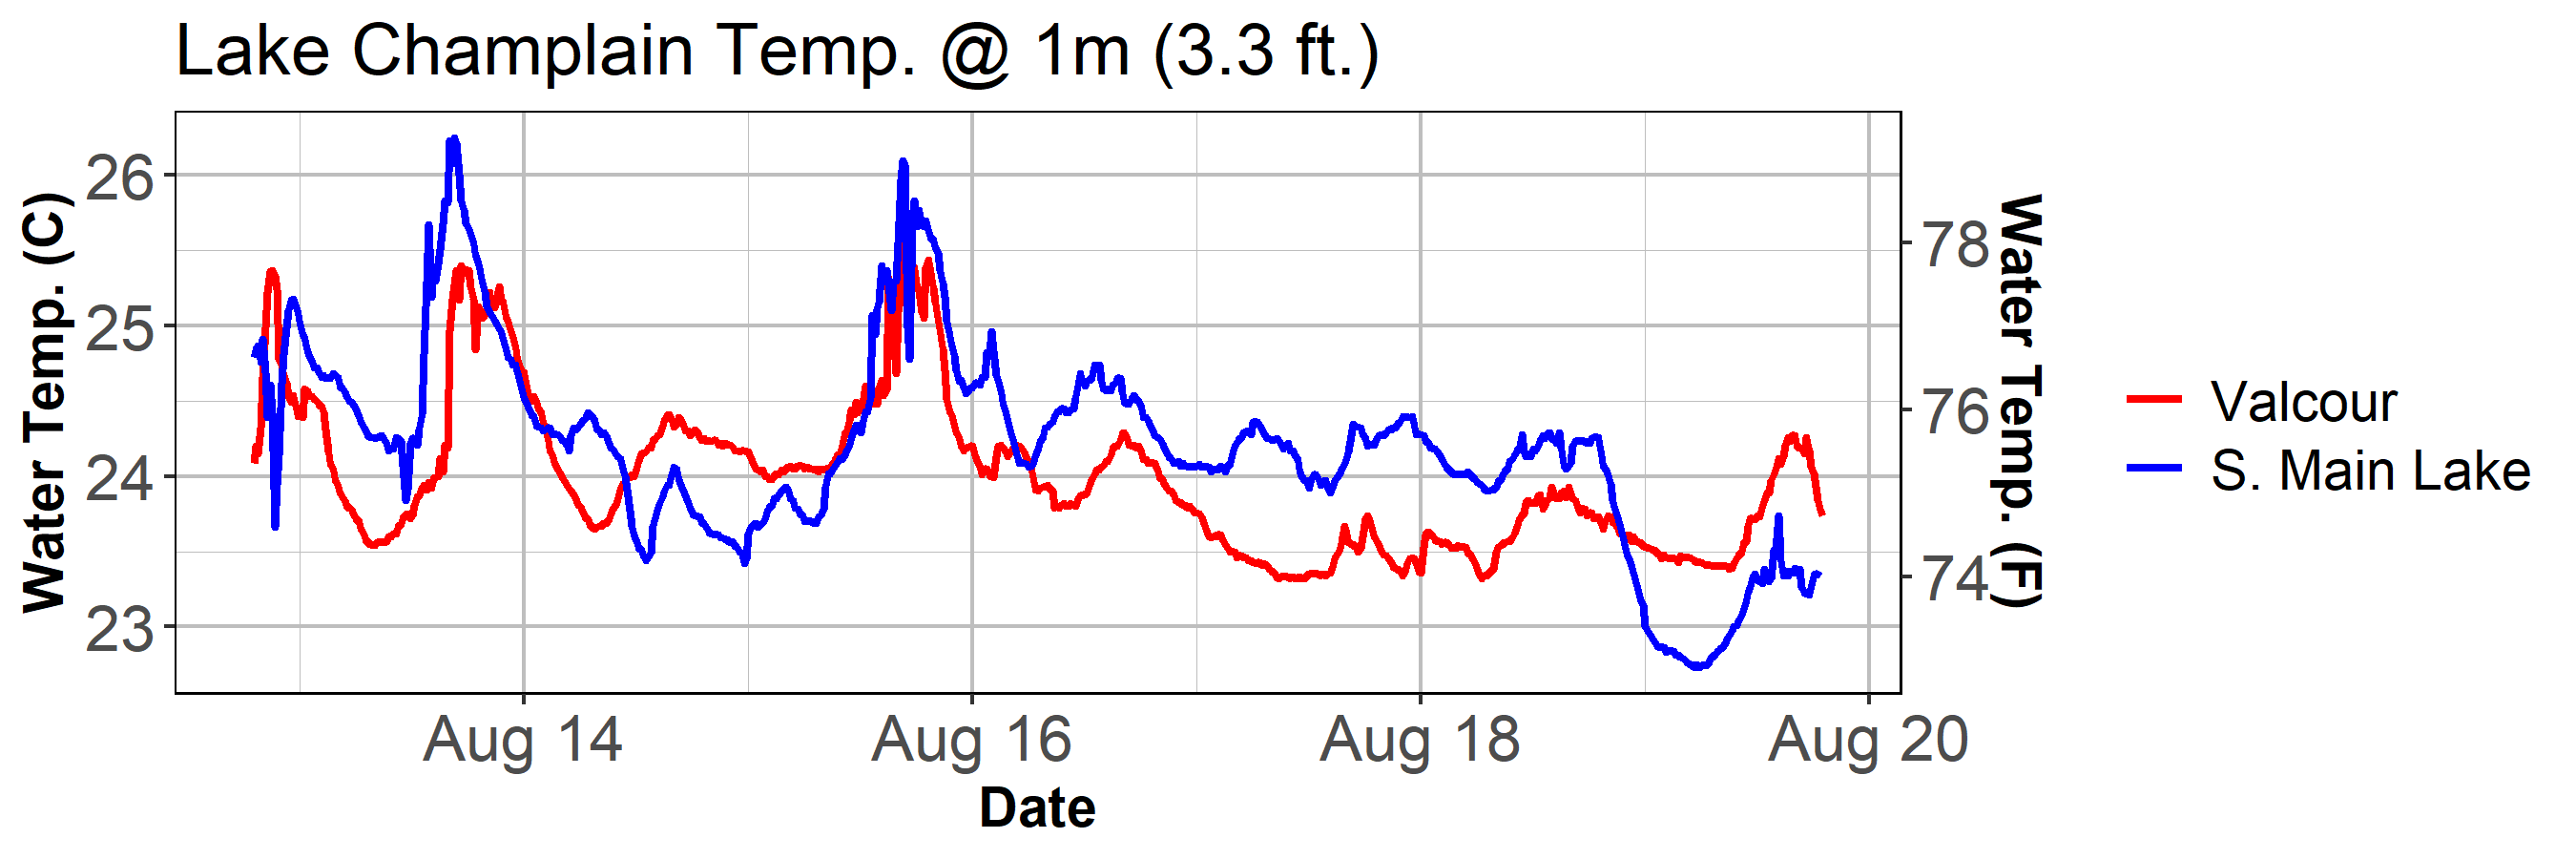 Lake Champlain Temp. @ 1m (3.3 ft.)
Water Temp. (C)
26
25
24
23
78
76
74
Water Temp. (F)
Aug 14
Aug 16
Aug 18
Aug 20
Date
Valcour
S. Main Lake